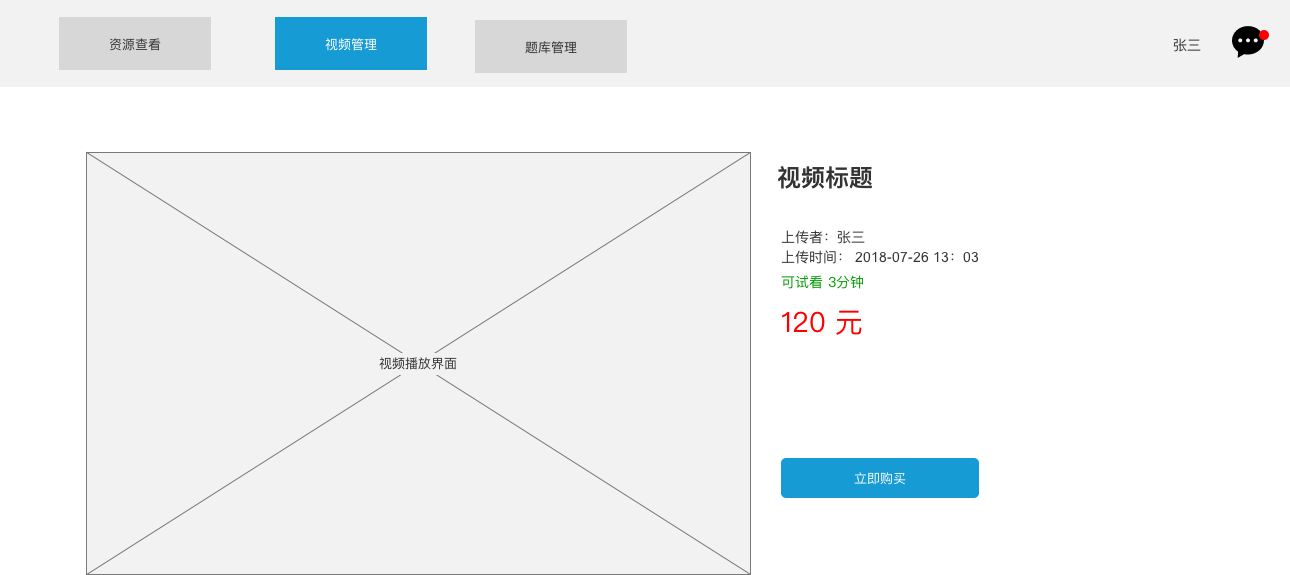 资源查看
视频管理
题库管理
张三
视频标题
上传者：张三
上传时间： 2018-07-26 13：03
可试看 3分钟
120 元
视频播放界面
立即购买